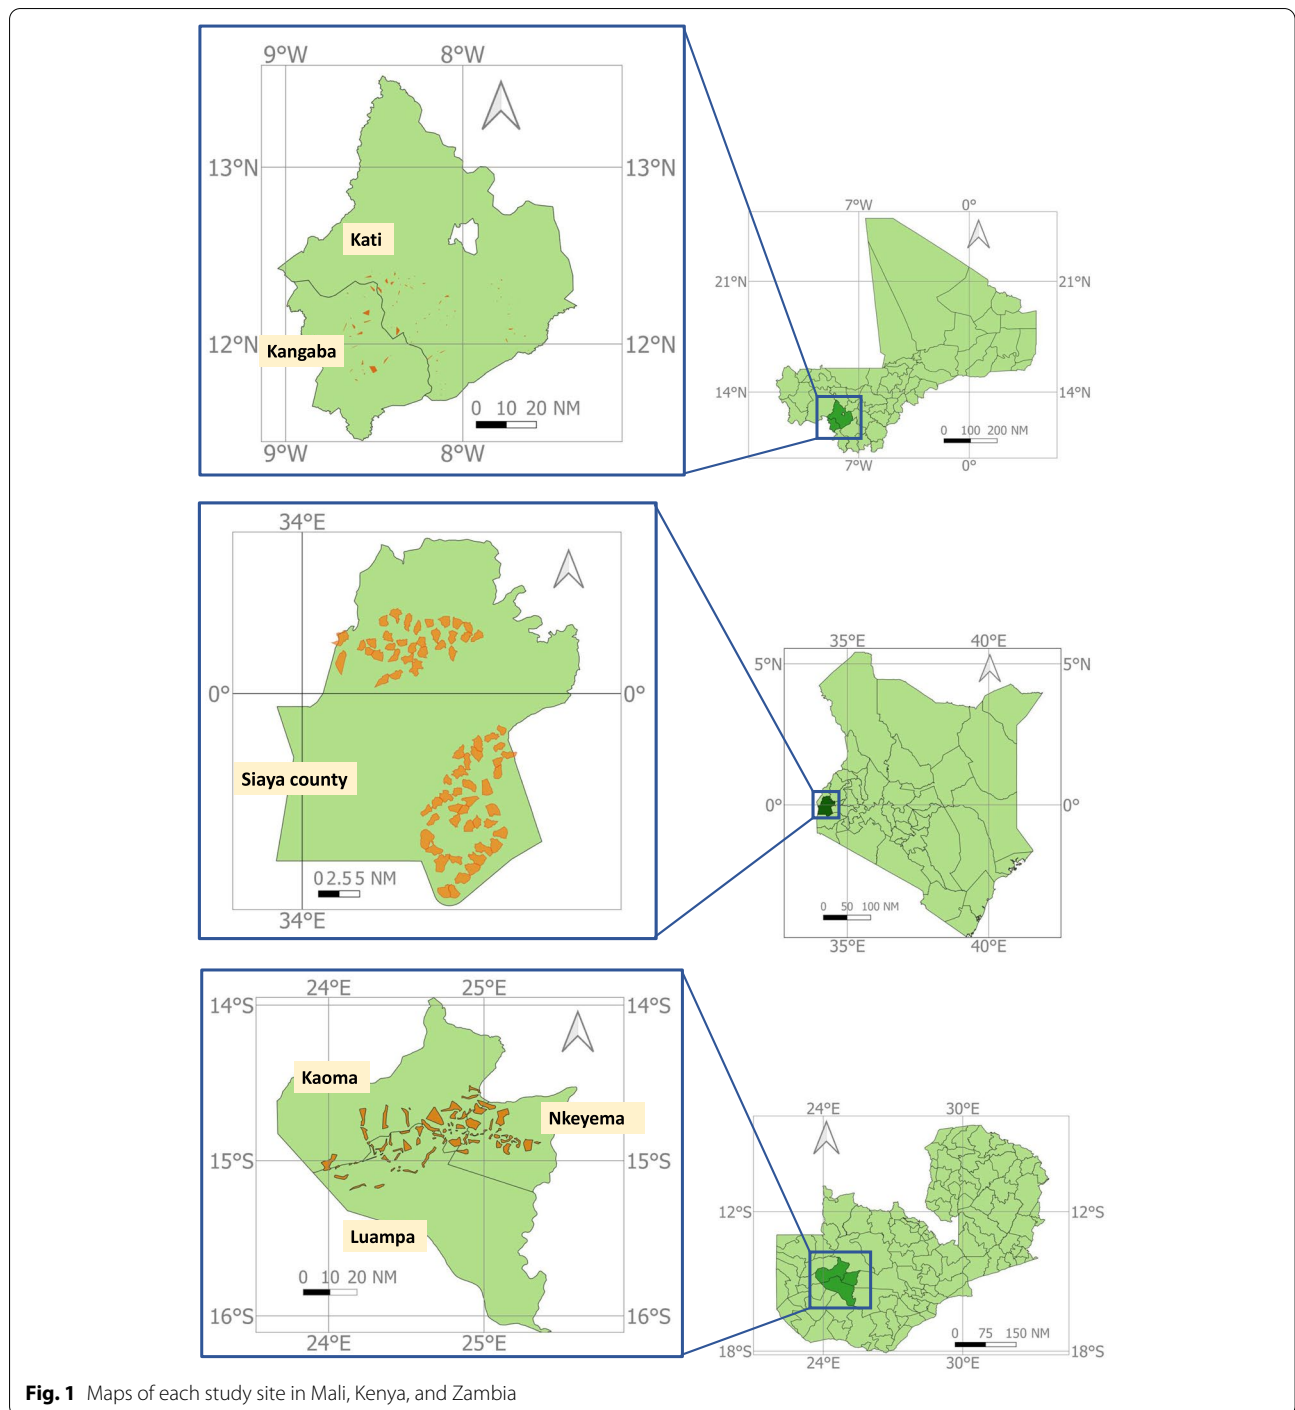 9°W 8°W
13°N 13°N
Kati
12°N 12°N
Kangaba
0 10 20 NM
9°W 8°W
7°W 0°
21°N 21°N
14°N 14°N
0 100 200 NM
7°W 0°
34°E
0° 0°
Siaya county
0 2.5 5 NM
34°E
35°E 40°E
5°N 5°N
0° 0°
0 50 100 NM
35°E 40°E
24°E 25°E
14°S 14°S
Kaoma
Nkeyema
15°S 15°S
Luampa
0 10 20 NM
16°S 16°S
24°E 25°E
24°E 30°E
12°S 12°S
0 75 150 NM
18°S 18°S
24°E 30°E
Fig. 1 Maps of each study site in Mali, Kenya, and Zambia